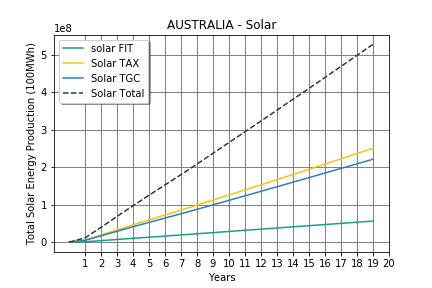 AUSTRALIA - Solar
1e8
solar FIT
Solar TAX
Solar TGC
Solar Total
Total Solar Energy Production (100MWh)
5
4
3
2
1
0
1 2 3 4 5 6 7 8 9 10 11 12 13 14 15 16 17 18 19 20
Years